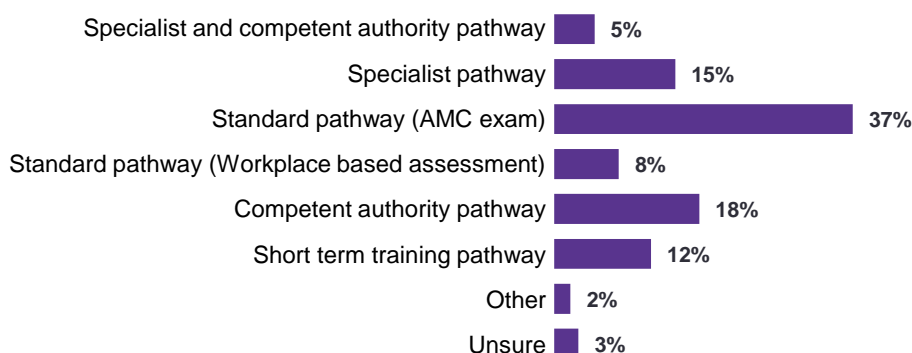 Specialist and competent authority pathway 5%
Specialist pathway 15%
Standard pathway (AMC exam) 37%
Standard pathway (Workplace based assessment) 8%
Competent authority pathway 18%
Short term training pathway 12%
Other 2%
Unsure 3%